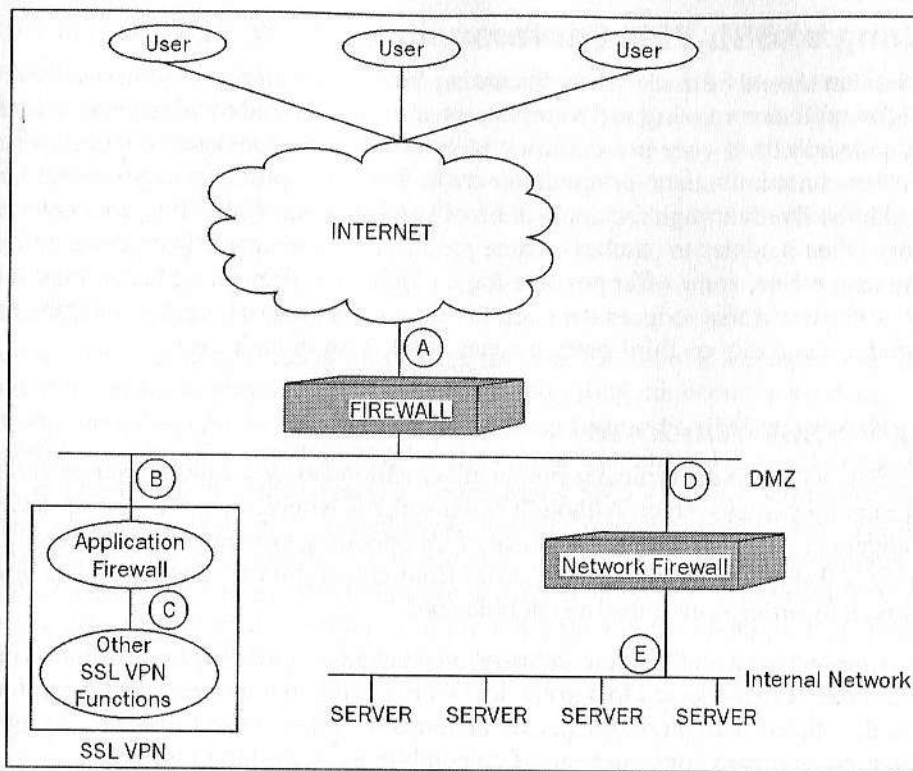 User
User
User
INTERNET
A
FIREWALL
B
D
DMZ
Application
Firewall
Network Firewall
C
E
Other
SSL VPN
Functions
Internal Network
SERVER
SERVER
SERVER
SERVER
SSL VPN